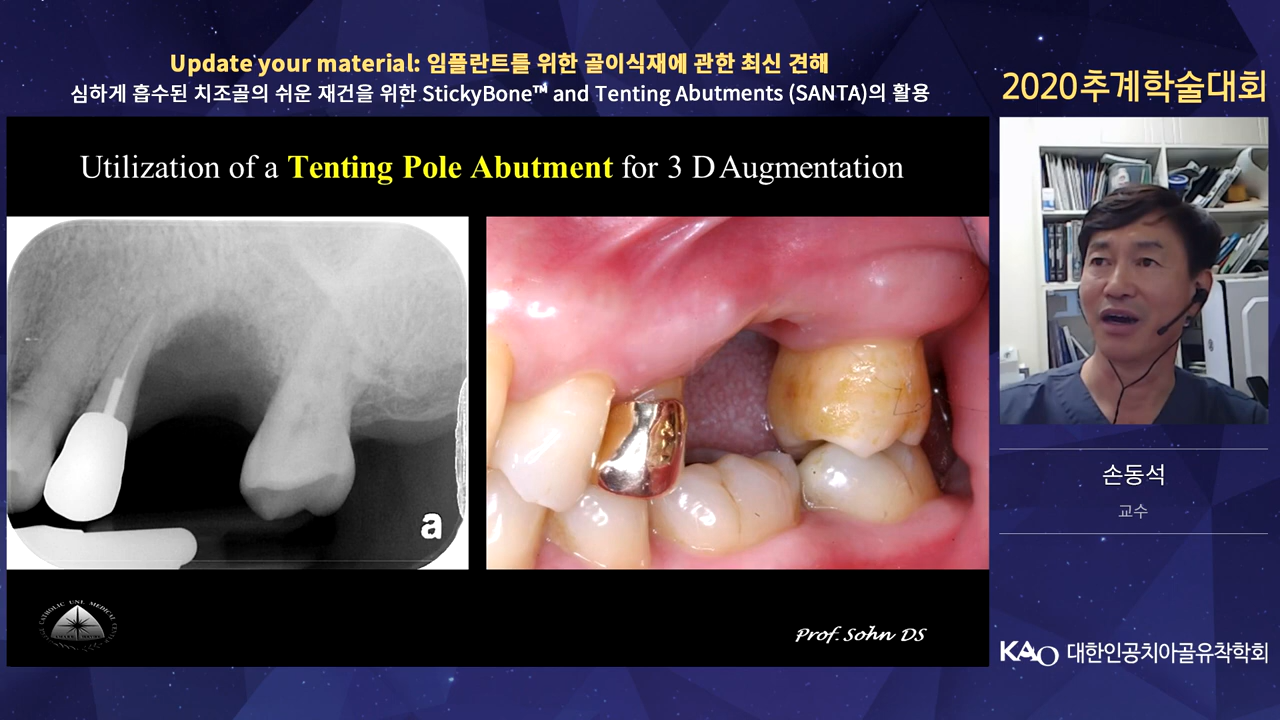 Update your material: 임플란트를 위한 골이식재에 관한 최신 견해
심하게 흡수된 치조골의 쉬운 재건을 위한 StickyBone™ and Tenting Abutments (SANTA)의 활용
2020추계학술대회
Utilization of a Tenting Pole Abutment for 3 D Augmentation
a
손동석
교수
CATHOLIC UNI. MEDICAL CENTER
Prof. Sohn DS
KAO 대한인공치아골유착학회